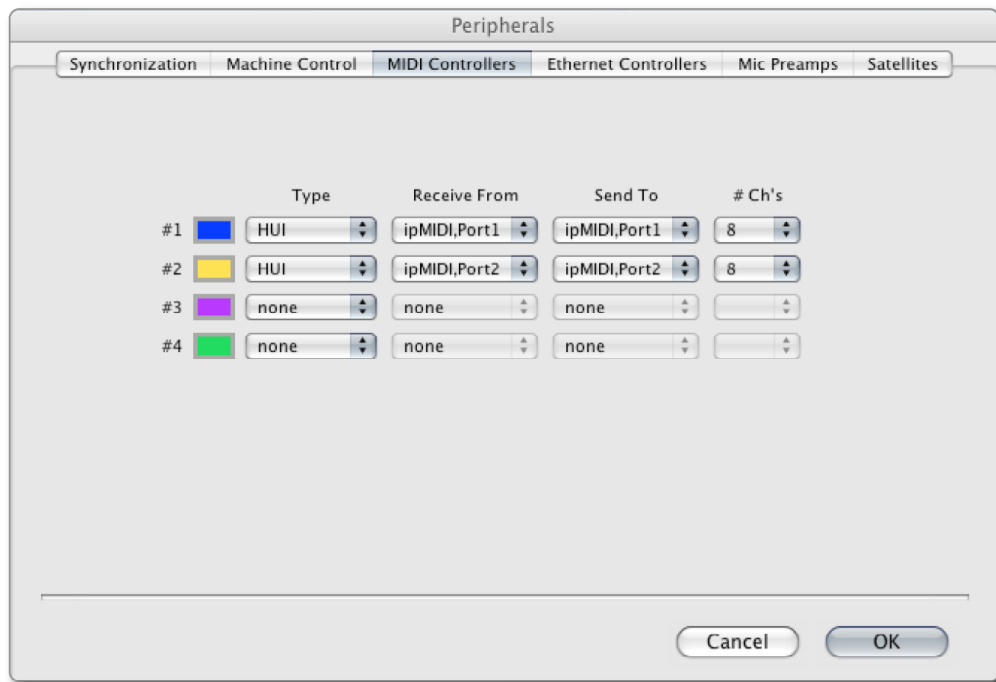 Peripherals
Synchronization Machine Control MIDI Controllers Ethernet Controllers Mic Preamps Satellites
Type Receive From Send To # Ch's
#1 HUI ipMIDI,Port1 ipMIDI,Port1 8
#2 HUI ipMIDI,Port2 ipMIDI,Port2 8
#3 none none none
#4 none none none
Cancel OK